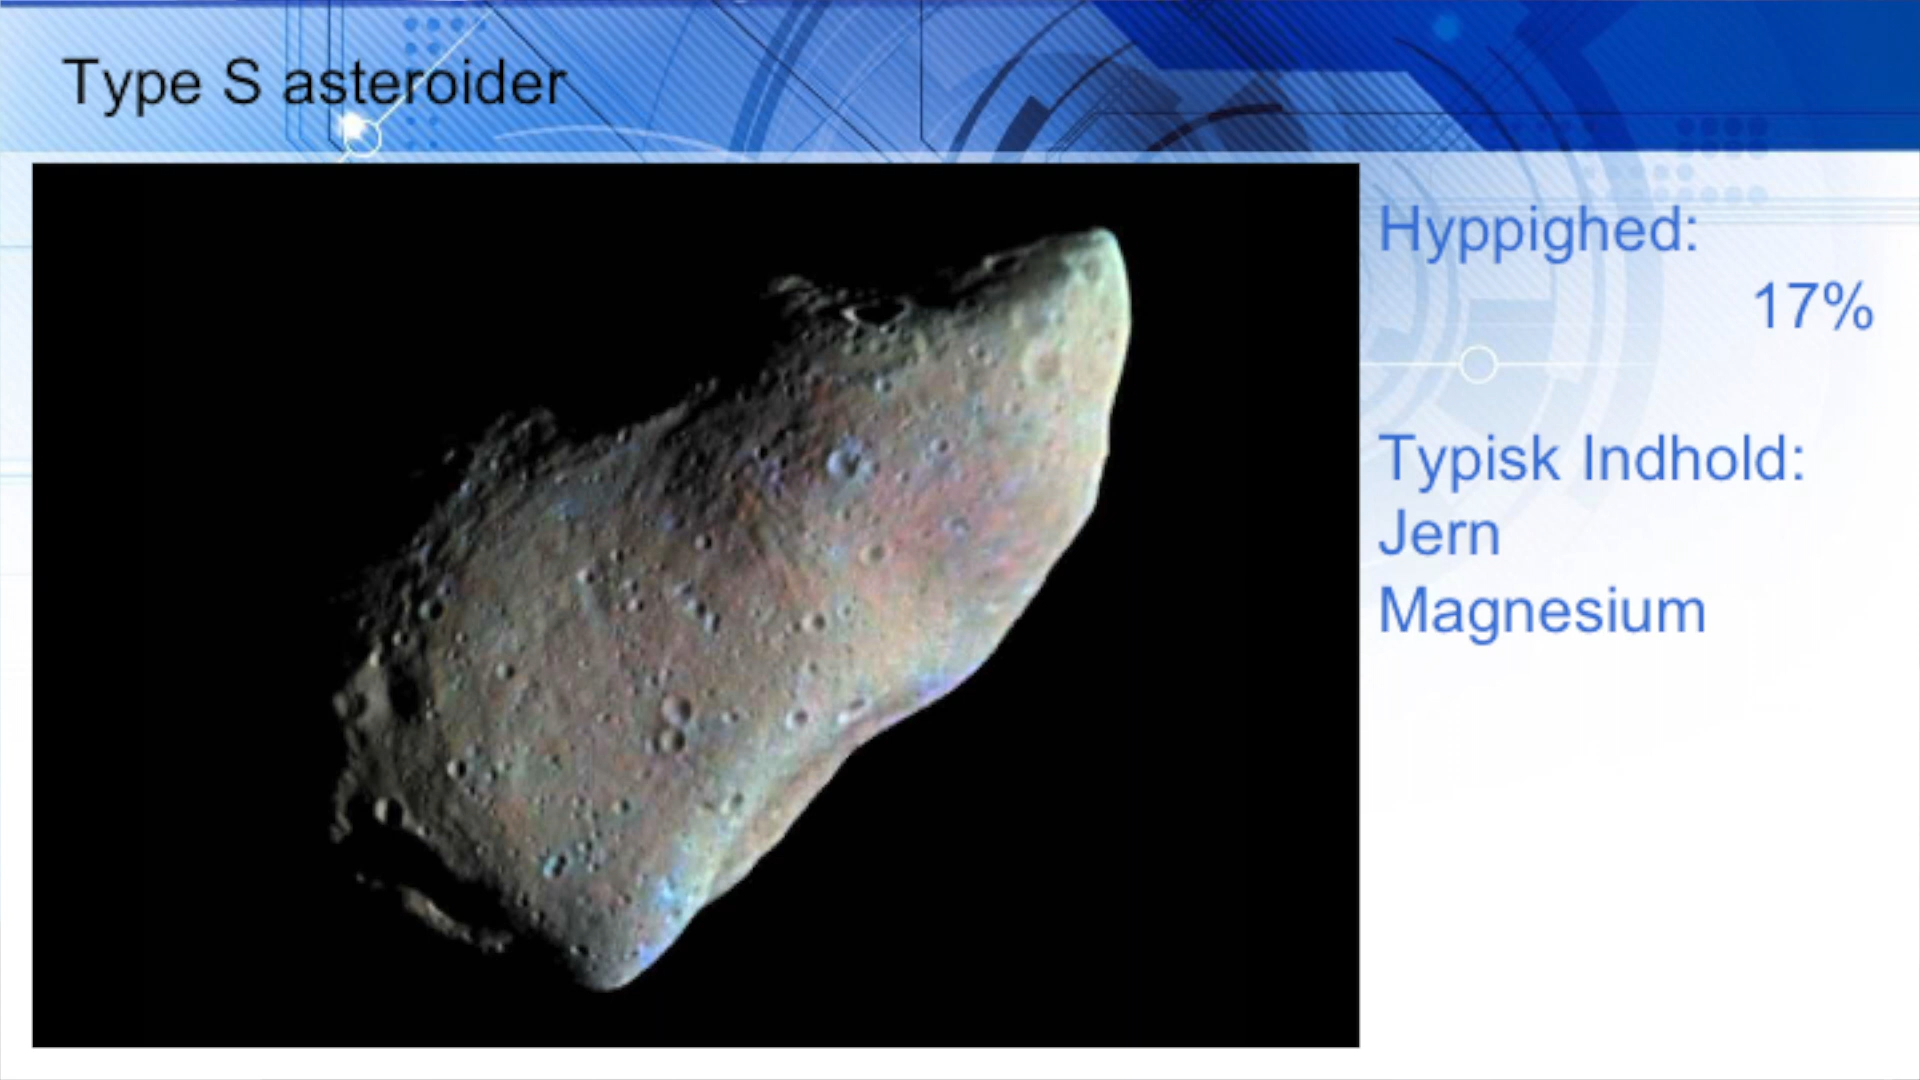 Type S asteroider
Hyppighed:
17%
Typisk Indhold:
Jern
Magnesium